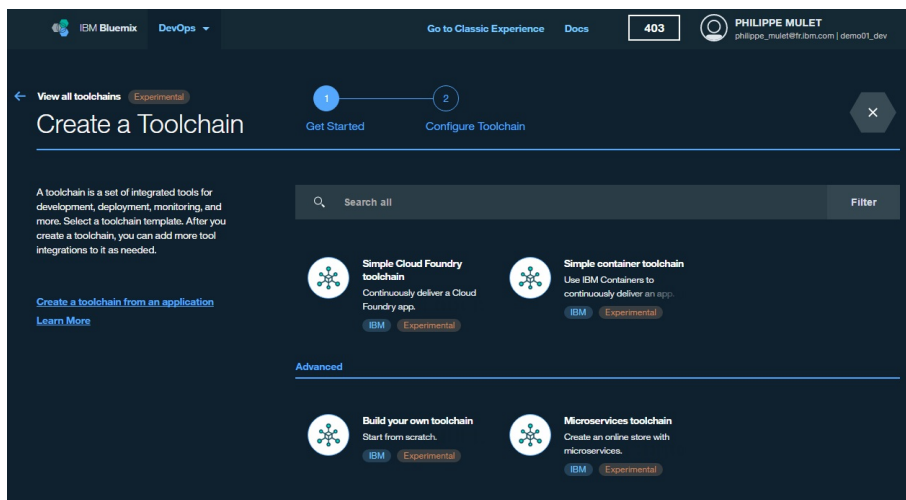 IBM Bluemix DevOps Go to Classic Experience Docs 403 PHILIPPE MULET
philippe_mulet@fr.ibm.com | demo01_dev
View all toolchains Experimental
Create a Toolchain
1 2
Get Started Configure Toolchain
A toolchain is a set of integrated tools for
development, deployment, monitoring, and
more. Select a toolchain template. After you
create a toolchain, you can add more tool
integrations to it as needed.
Create a toolchain from an application
Learn More
Search all Filter
Simple Cloud Foundry
toolchain
Continuously deliver a Cloud
Foundry app.
IBM Experimental
Simple container toolchain
Use IBM Containers to
continuously deliver an app.
IBM Experimental
Advanced
Build your own toolchain
Start from scratch.
IBM Experimental
Microservices toolchain
Create an online store with
microservices.
IBM Experimental